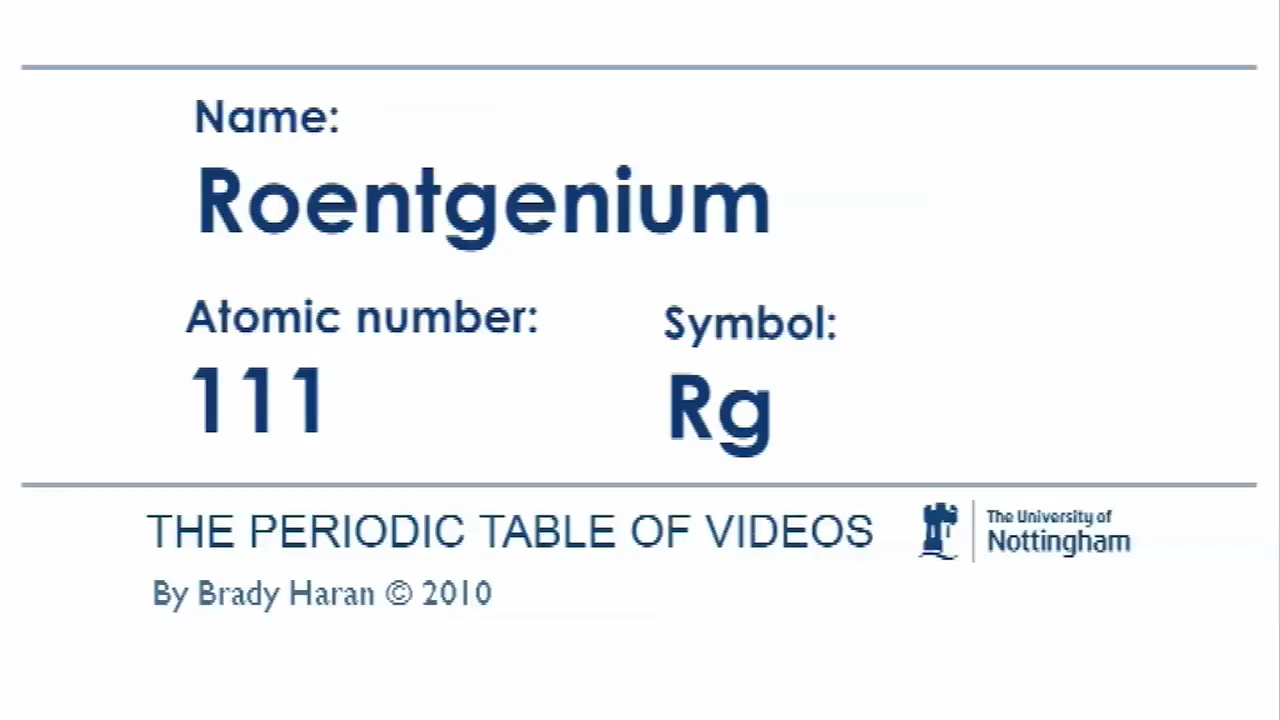 Name:
Roentgenium
Atomic number:
Symbol:
111
Rg
THE PERIODIC TABLE OF VIDEOS
The University of
Nottingham
By Brady Haran © 2010